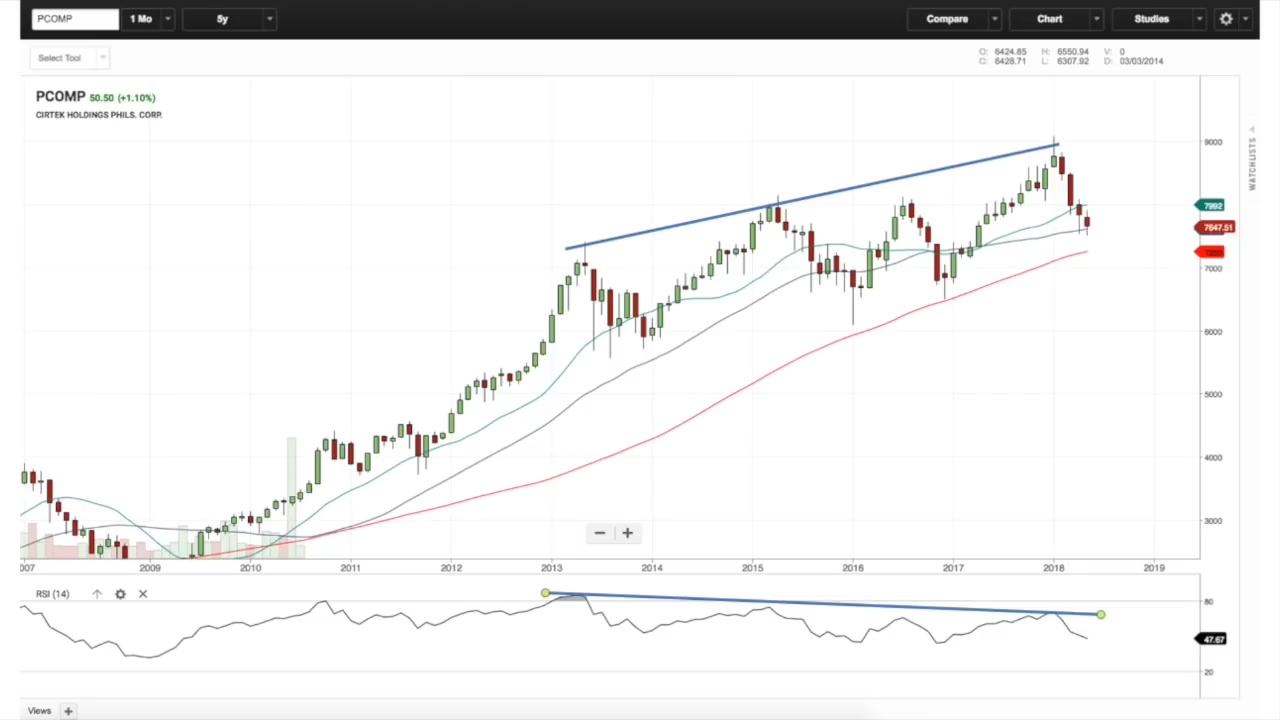 PCOMP 1 Mo 5y Compare Chart Studies
Select Tool
O: 6424.85 H: 6550.94 V: 0
C: 6428.71 L: 6307.92 D: 03/03/2014
PCOMP 50.50 (+1.10%)
CIRTEK HOLDINGS PHILS. CORP.
WATCHLISTS
9000
7992
7647.51
7000
6000
5000
4000
3000
007 2009 2010 2011 2012 2013 2014 2015 2016 2017 2018 2019
RSI (14)
80
47.67
20
Views